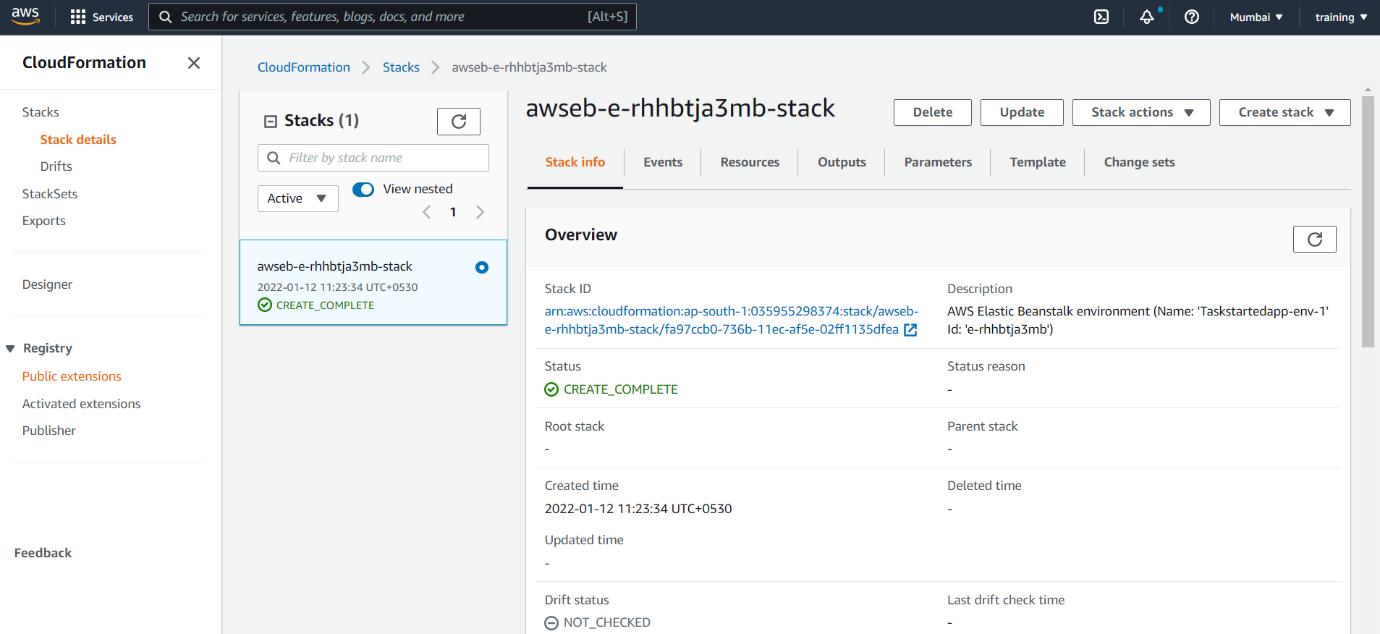 aws
Services
Search for services, features, blogs, docs, and more
[Alt+S]
Mumbai
training
CloudFormation
Stacks
Stack details
Drifts
StackSets
Exports
Designer
Registry
Public extensions
Activated extensions
Publisher
Feedback
CloudFormation
Stacks
awseb-e-rhhbtja3mb-stack
Stacks (1)
Filter by stack name
Active
View nested
1
awseb-e-rhhbtja3mb-stack
2022-01-12 11:23:34 UTC+0530
CREATE_COMPLETE
awseb-e-rhhbtja3mb-stack
Delete
Update
Stack actions
Create stack
Stack info
Events
Resources
Outputs
Parameters
Template
Change sets
Overview
Stack ID
arn:aws:cloudformation:ap-south-1:035955298374:stack/awseb-
e-rhhbtja3mb-stack/fa97ccb0-736b-11ec-af5e-02ff1135dfea
Description
AWS Elastic Beanstalk environment (Name: 'Taskstartedapp-env-1'
Id: 'e-rhhbtja3mb')
Status
CREATE_COMPLETE
Status reason
-
Root stack
-
Parent stack
-
Created time
2022-01-12 11:23:34 UTC+0530
Deleted time
-
Updated time
-
Drift status
NOT_CHECKED
Last drift check time
-